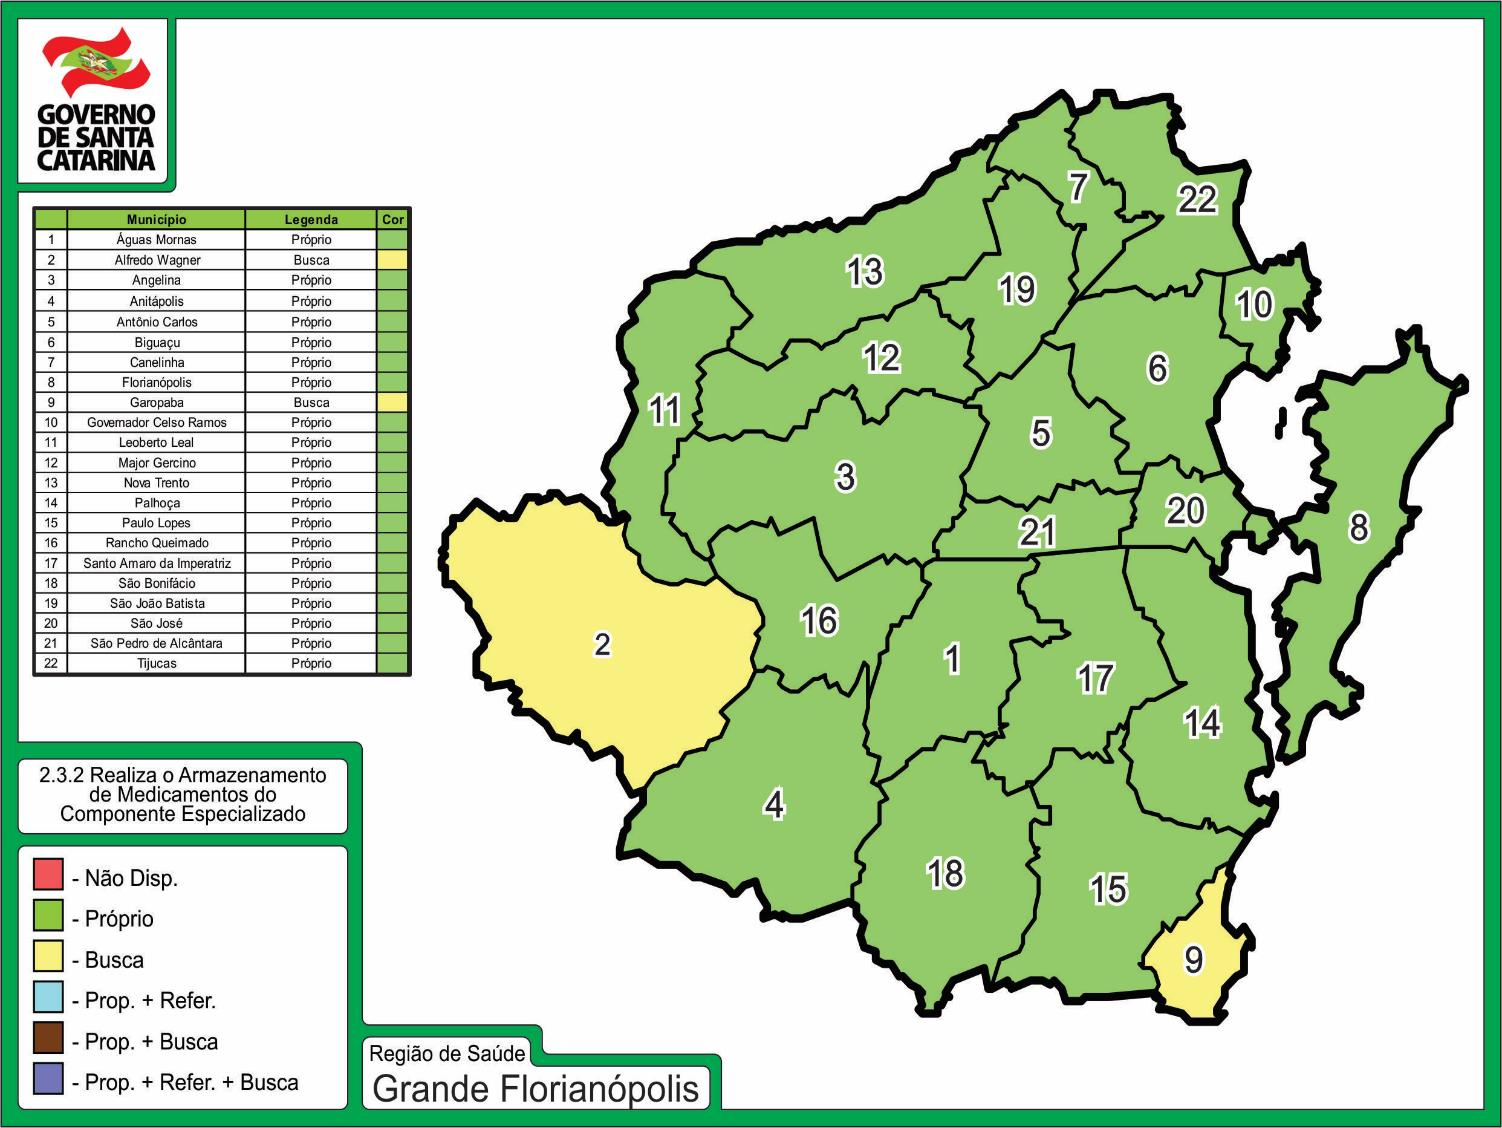 GOVERNO
DE SANTA
CATARINA
Município Legenda Cor
1 Águas Mornas Próprio
2 Alfredo Wagner Busca
3 Angelina Próprio
4 Anitápolis Próprio
5 Antônio Carlos Próprio
6 Biguaçu Próprio
7 Canelinha Próprio
8 Florianópolis Próprio
9 Garopaba Busca
10 Governador Celso Ramos Próprio
11 Leoberto Leal Próprio
12 Major Gercino Próprio
13 Nova Trento Próprio
14 Palhoça Próprio
15 Paulo Lopes Próprio
16 Rancho Queimado Próprio
17 Santo Amaro da Imperatriz Próprio
18 São Bonifácio Próprio
19 São João Batista Próprio
20 São José Próprio
21 São Pedro de Alcântara Próprio
22 Tijucas Próprio
7
22
13
19
10
12
6
11
5
3
20
21
8
16
2
1
17
14
4
18
15
9
2.3.2 Realiza o Armazenamento
de Medicamentos do
Componente Especializado
- Não Disp.
- Próprio
- Busca
- Prop. + Refer.
- Prop. + Busca
- Prop. + Refer. + Busca
Região de Saúde
Grande Florianópolis